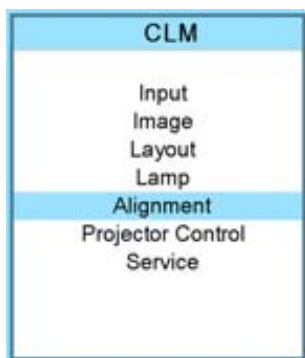 CLM
Input
Image
Layout
Lamp
Alignment
Projector Control
Service